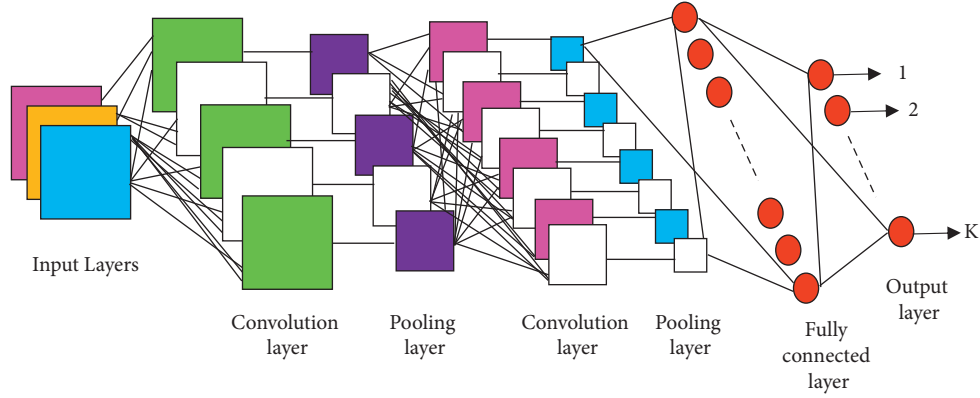 1
2
K
Input Layers
Convolution
layer
Pooling
layer
Convolution
layer
Pooling
layer
Fully
connected
layer
Output
layer